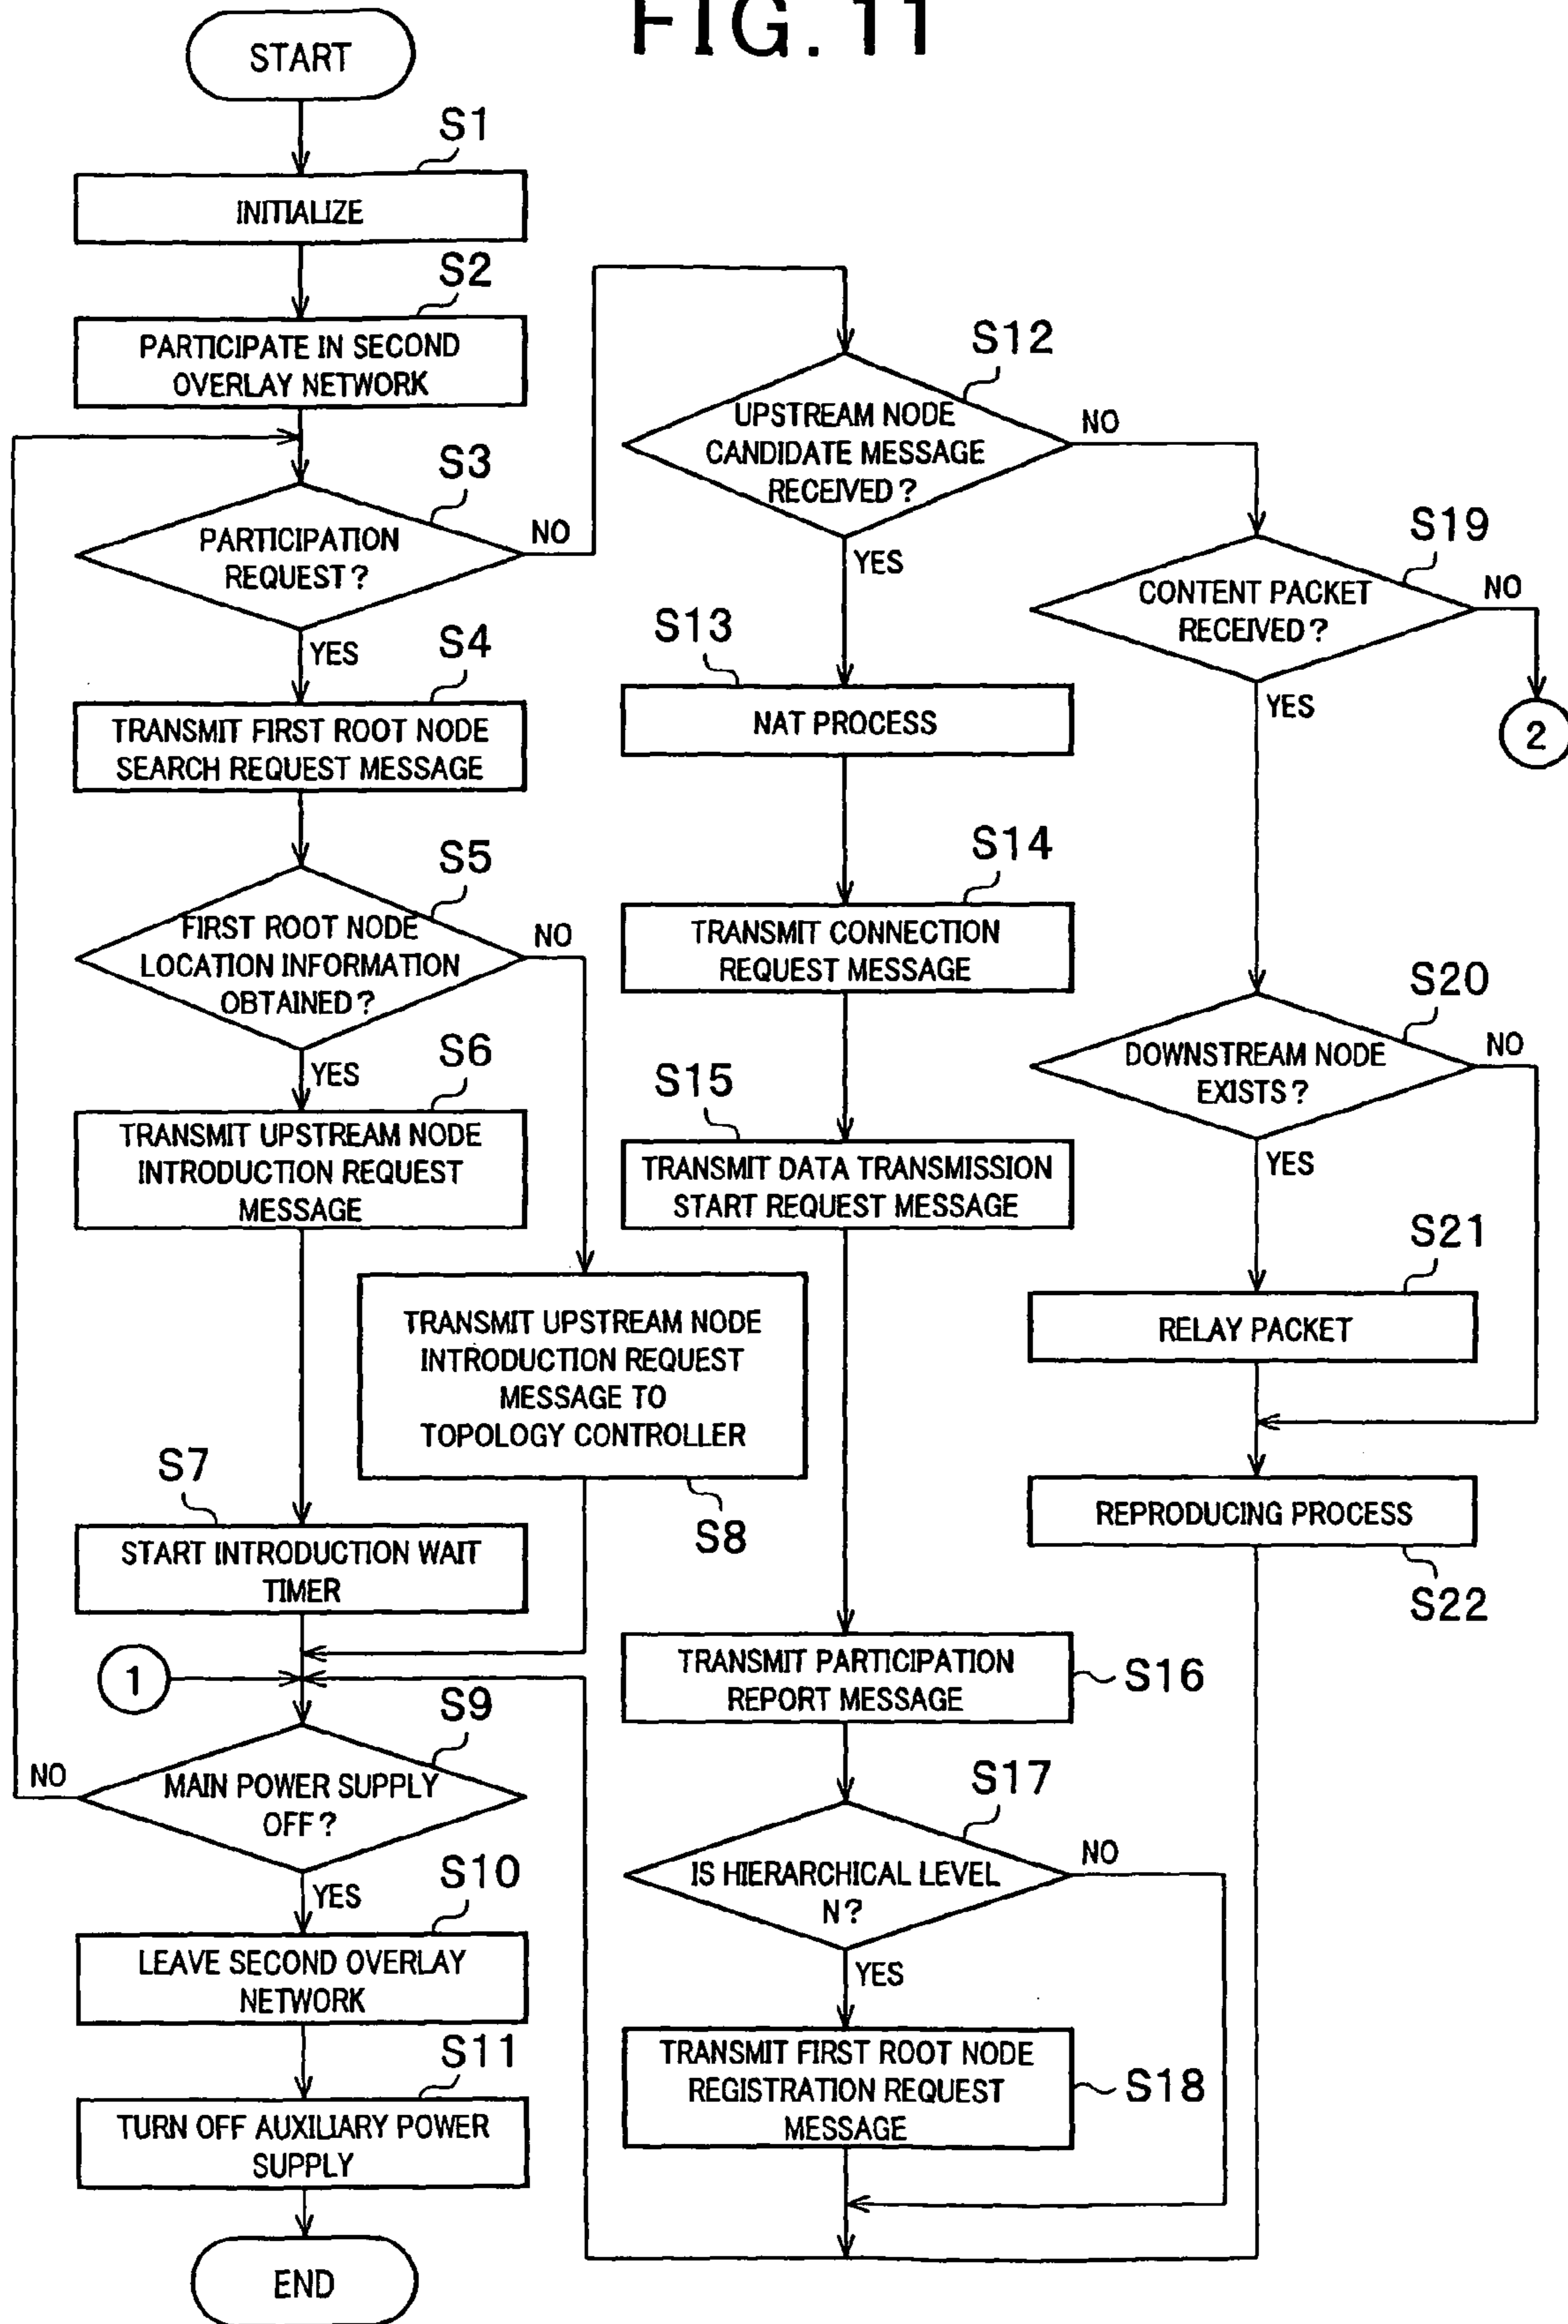 FIG. 11
START
S1
INITIALIZE
S2
PARTICIPATE IN SECOND
OVERLAY NETWORK
S3
PARTICIPATION
REQUEST?
NO
YES
S4
TRANSMIT FIRST ROOT NODE
SEARCH REQUEST MESSAGE
S5
FIRST ROOT NODE
LOCATION INFORMATION
OBTAINED?
NO
YES
S6
TRANSMIT UPSTREAM NODE
INTRODUCTION REQUEST
MESSAGE
S7
START INTRODUCTION WAIT
TIMER
TRANSMIT UPSTREAM NODE
INTRODUCTION REQUEST
MESSAGE TO
TOPOLOGY CONTROLLER
S8
1
S9
MAIN POWER SUPPLY
OFF?
NO
YES
S10
LEAVE SECOND OVERLAY
NETWORK
S11
TURN OFF AUXILIARY POWER
SUPPLY
END
S12
UPSTREAM NODE
CANDIDATE MESSAGE
RECEIVED?
NO
YES
S13
NAT PROCESS
S14
TRANSMIT CONNECTION
REQUEST MESSAGE
S15
TRANSMIT DATA TRANSMISSION
START REQUEST MESSAGE
TRANSMIT PARTICIPATION
REPORT MESSAGE
S16
S17
IS HIERARCHICAL LEVEL
N?
NO
YES
TRANSMIT FIRST ROOT NODE
REGISTRATION REQUEST
MESSAGE
S18
S19
CONTENT PACKET
RECEIVED?
NO
2
YES
S20
DOWNSTREAM NODE
EXISTS?
NO
YES
S21
RELAY PACKET
REPRODUCING PROCESS
S22